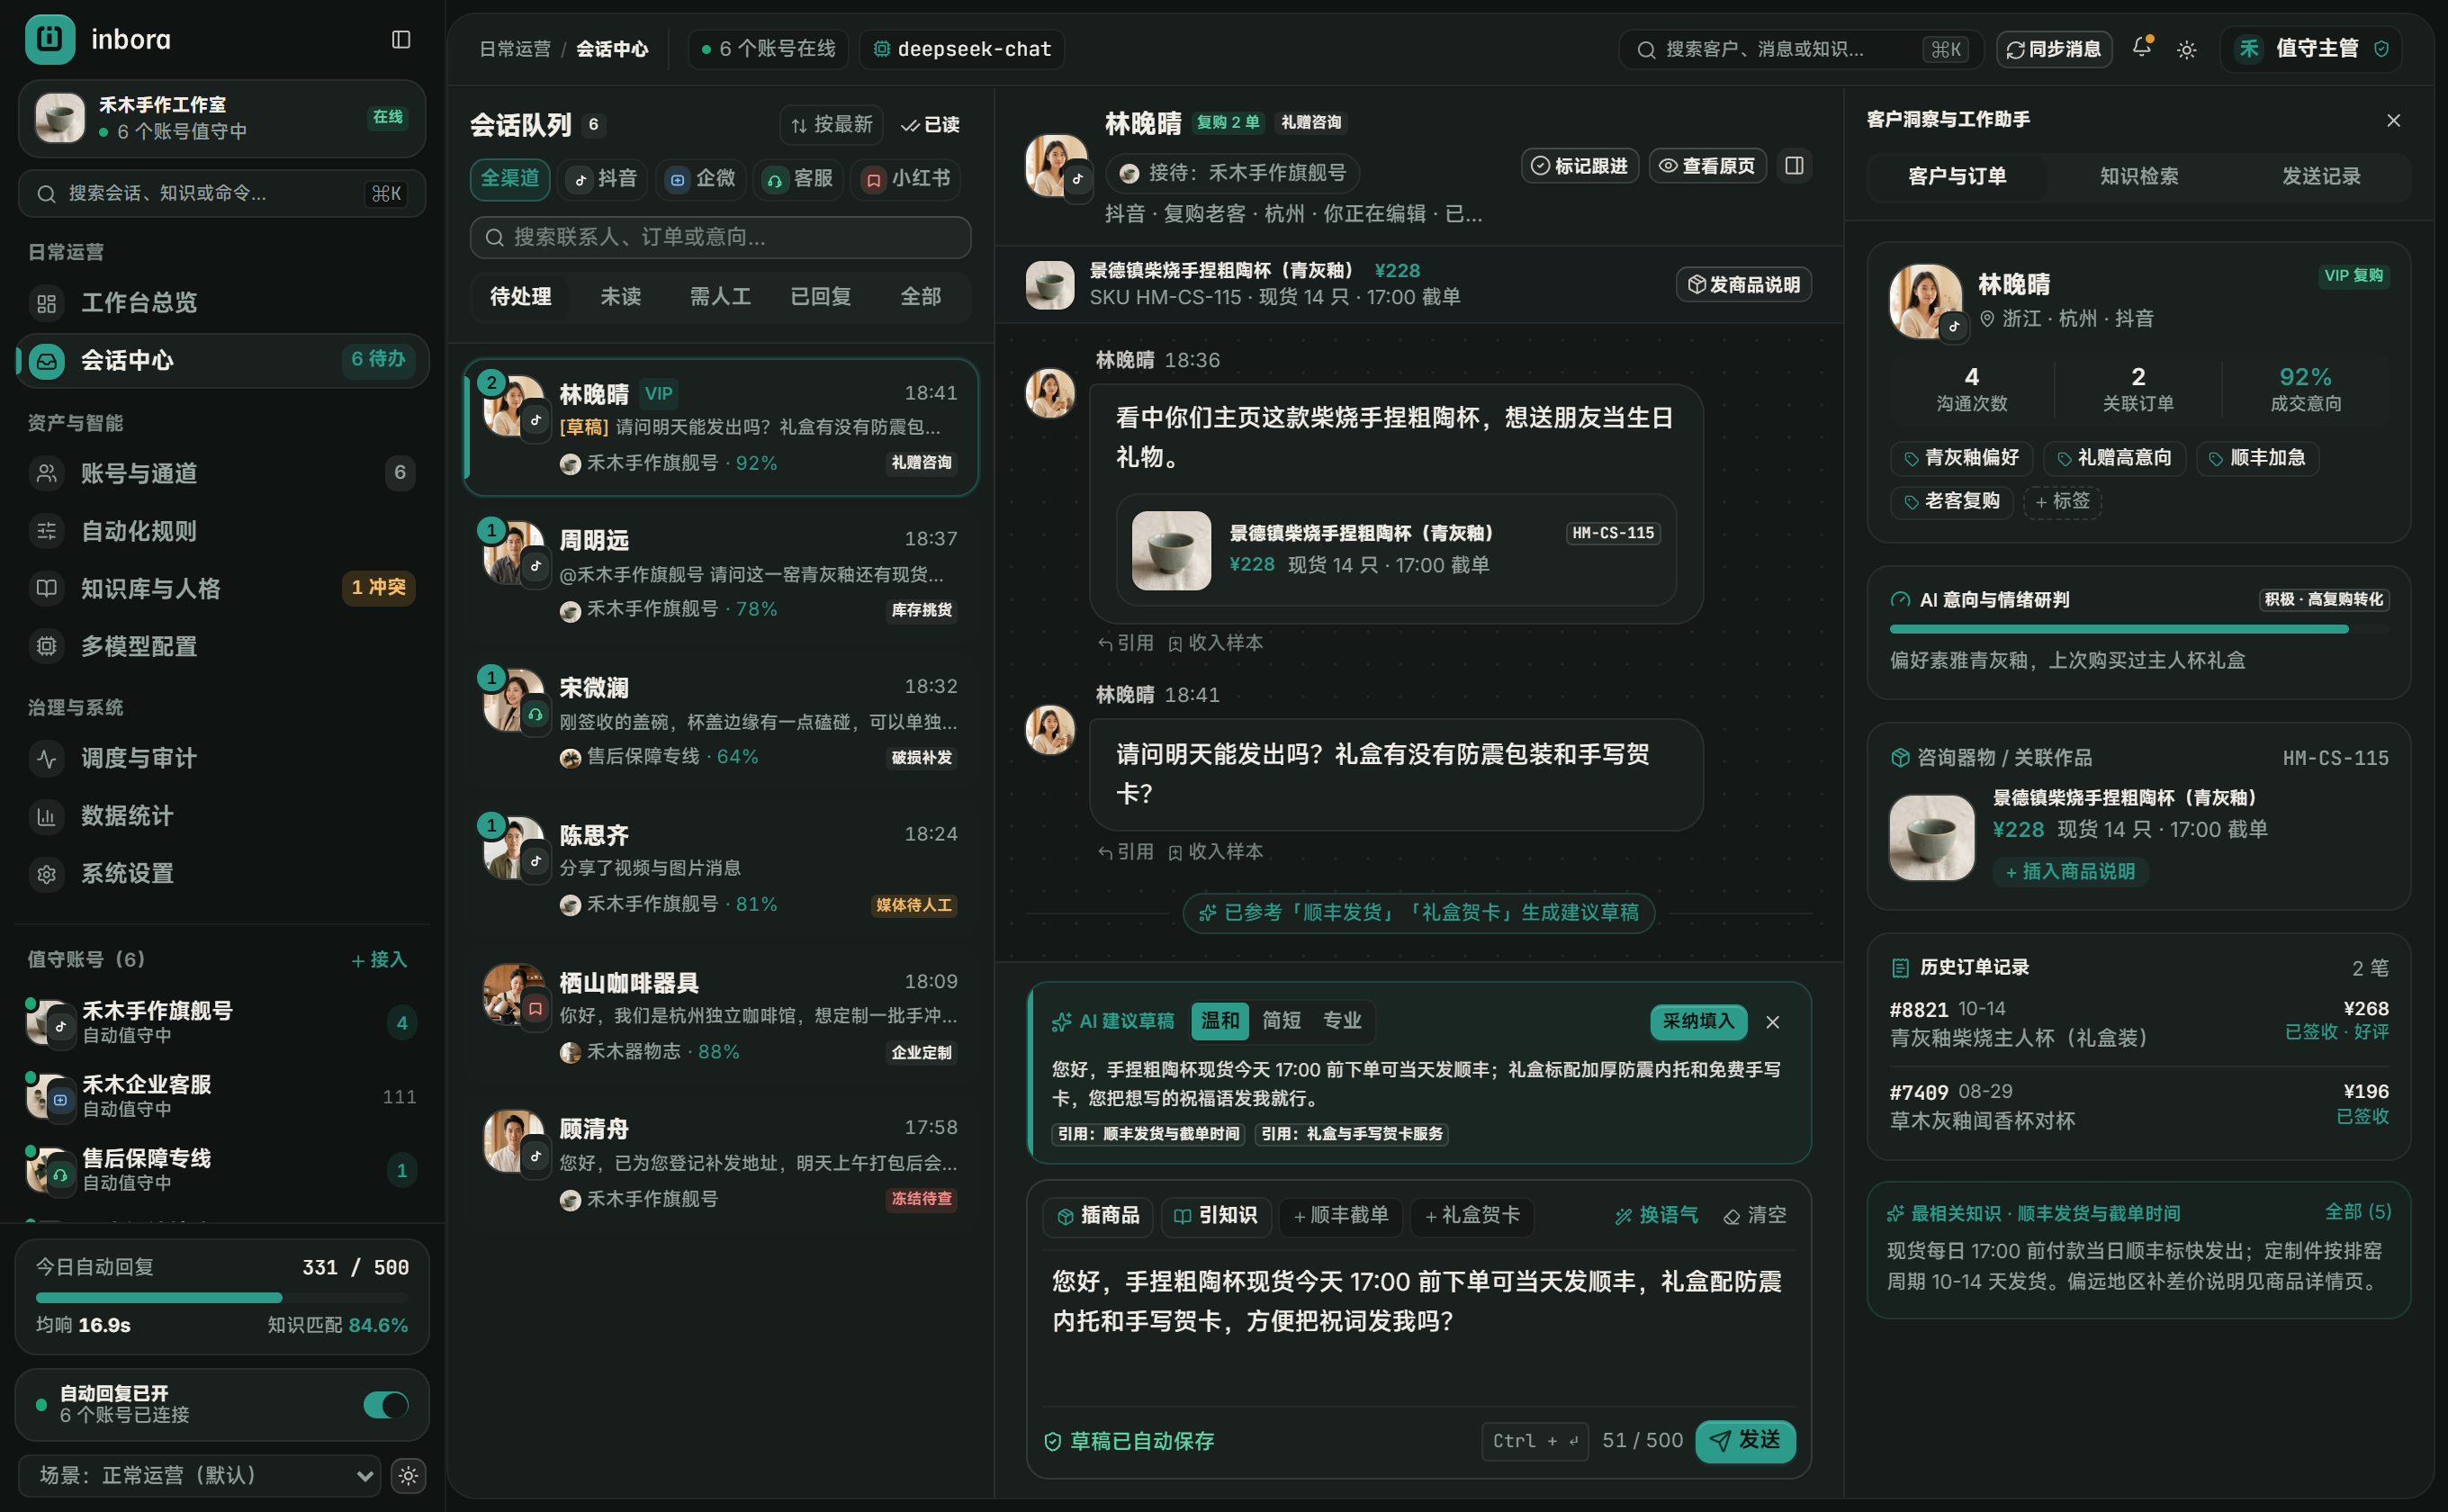 inbora
禾木手作工作室
6 个账号值守中
在线
搜索会话、知识或命令...
⌘K
日常运营
工作台总览
会话中心
6 待办
资产与智能
账号与通道
6
自动化规则
知识库与人格
1 冲突
多模型配置
治理与系统
调度与审计
数据统计
系统设置
值守账号（6）
+ 接入
禾木手作旗舰号
自动值守中
4
禾木企业客服
自动值守中
111
售后保障专线
自动值守中
1
今日自动回复
331 / 500
均响 16.9s
知识匹配 84.6%
自动回复已开
6 个账号已连接
场景：正常运营（默认）
日常运营 / 会话中心
6 个账号在线
deepseek-chat
搜索客户、消息或知识...
⌘K
同步消息
禾
值守主管
会话队列 6
按最新
已读
全渠道
抖音
企微
客服
小红书
搜索联系人、订单或意向...
待处理
未读
需人工
已回复
全部
2
林晚晴 VIP
18:41
[草稿] 请问明天能发出吗？礼盒有没有防震包...
禾木手作旗舰号 · 92%
礼赠咨询
1
周明远
18:37
@禾木手作旗舰号 请问这一窑青灰釉还有现货...
禾木手作旗舰号 · 78%
库存挑货
1
宋微澜
18:32
刚签收的盖碗，杯盖边缘有一点磕碰，可以单独...
售后保障专线 · 64%
破损补发
1
陈思齐
18:24
分享了视频与图片消息
禾木手作旗舰号 · 81%
媒体待人工
栖山咖啡器具
18:09
你好，我们是杭州独立咖啡馆，想定制一批手冲...
禾木器物志 · 88%
企业定制
顾清舟
17:58
您好，已为您登记补发地址，明天上午打包后会...
禾木手作旗舰号
冻结待查
林晚晴 复购 2 单 礼赠咨询
接待：禾木手作旗舰号
抖音 · 复购老客 · 杭州 · 你正在编辑 · 已...
标记跟进
查看原页
景德镇柴烧手捏粗陶杯（青灰釉） ¥228
SKU HM-CS-115 · 现货 14 只 · 17:00 截单
发商品说明
林晚晴 18:36
看中你们主页这款柴烧手捏粗陶杯，想送朋友当生日
礼物。
景德镇柴烧手捏粗陶杯（青灰釉）
HM-CS-115
¥228 现货 14 只 · 17:00 截单
引用 收入样本
林晚晴 18:41
请问明天能发出吗？礼盒有没有防震包装和手写贺
卡？
引用 收入样本
已参考「顺丰发货」「礼盒贺卡」生成建议草稿
AI 建议草稿
温和
简短
专业
采纳填入
您好，手捏粗陶杯现货今天 17:00 前下单可当天发顺丰；礼盒标配加厚防震内托和免费手写
卡，您把想写的祝福语发我就行。
引用：顺丰发货与截单时间
引用：礼盒与手写贺卡服务
插商品
引知识
+ 顺丰截单
+ 礼盒贺卡
换语气
清空
您好，手捏粗陶杯现货今天 17:00 前下单可当天发顺丰，礼盒配防震
内托和手写贺卡，方便把祝词发我吗？
草稿已自动保存
Ctrl + ↵
51 / 500
发送
客户洞察与工作助手
客户与订单
知识检索
发送记录
林晚晴
VIP 复购
浙江 · 杭州 · 抖音
4
沟通次数
2
关联订单
92%
成交意向
青灰釉偏好
礼赠高意向
顺丰加急
老客复购
+ 标签
AI 意向与情绪研判
积极 · 高复购转化
偏好素雅青灰釉，上次购买过主人杯礼盒
咨询器物 / 关联作品
HM-CS-115
景德镇柴烧手捏粗陶杯（青灰釉）
¥228 现货 14 只 · 17:00 截单
+ 插入商品说明
历史订单记录
2 笔
#8821 10-14
¥268
青灰釉柴烧主人杯（礼盒装）
已签收 · 好评
#7409 08-29
¥196
草木灰釉闻香杯对杯
已签收
最相关知识 · 顺丰发货与截单时间
全部 (5)
现货每日 17:00 前付款当日顺丰标快发出；定制件按排窑
周期 10-14 天发货。偏远地区补差价说明见商品详情页。